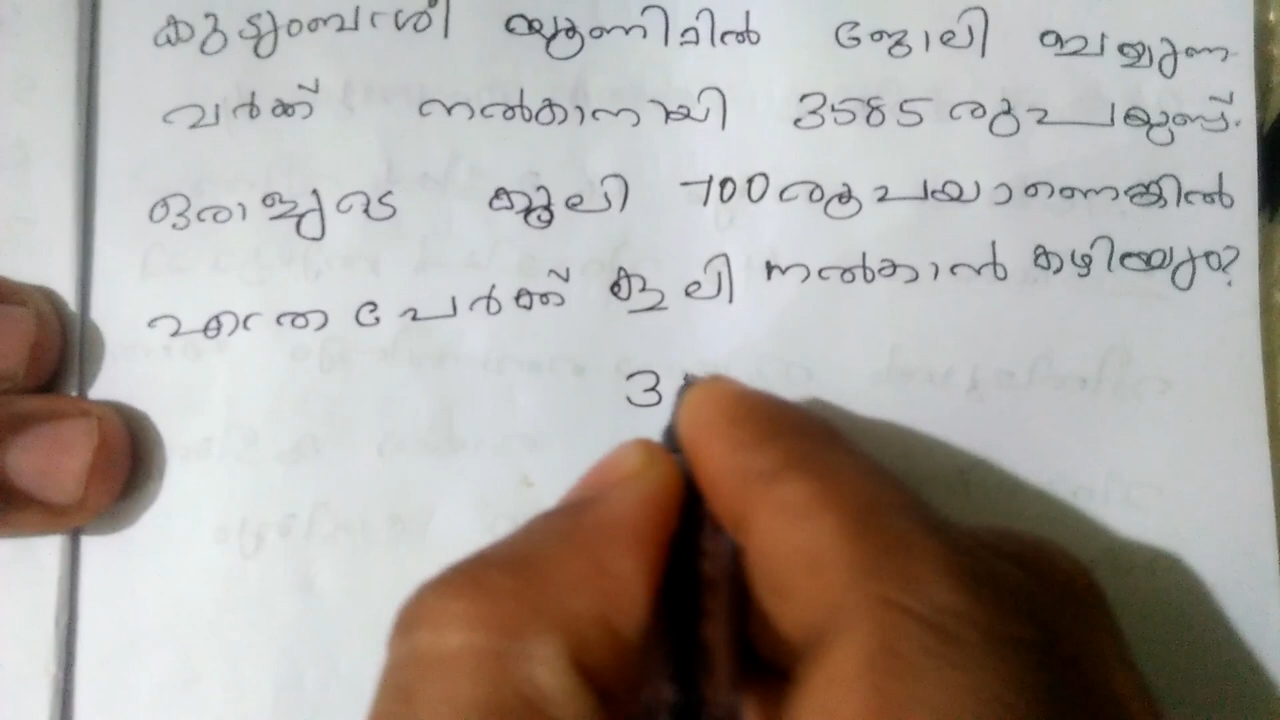 കുടുംബശ്രീ യൂണിറ്റിൽ ജോലി ചെയ്യുന്ന
വർക്ക് നൽകാനായി 3585 രൂപയുണ്ട്.
ഒരാളുടെ കൂലി 700 രൂപയാണെങ്കിൽ
എത്ര പേർക്ക് കൂലി നൽകാൻ കഴിയും?
3